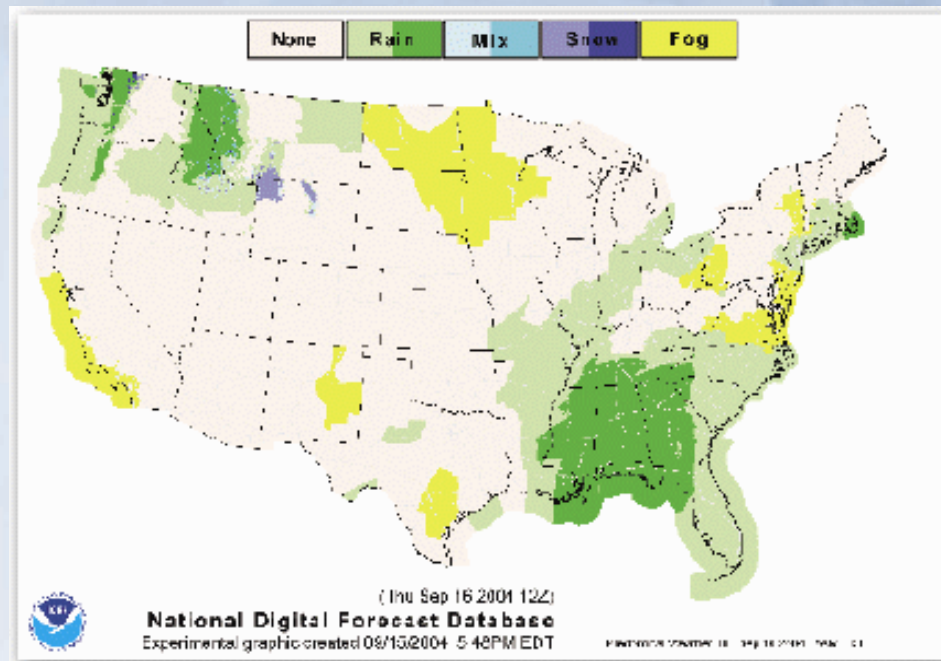 None Rain Mix Snow Fog
(Thu Sep 16 2004 12Z)
National Digital Forecast Database
Experimental graphic created 09/15/2004 5:48PM EDT